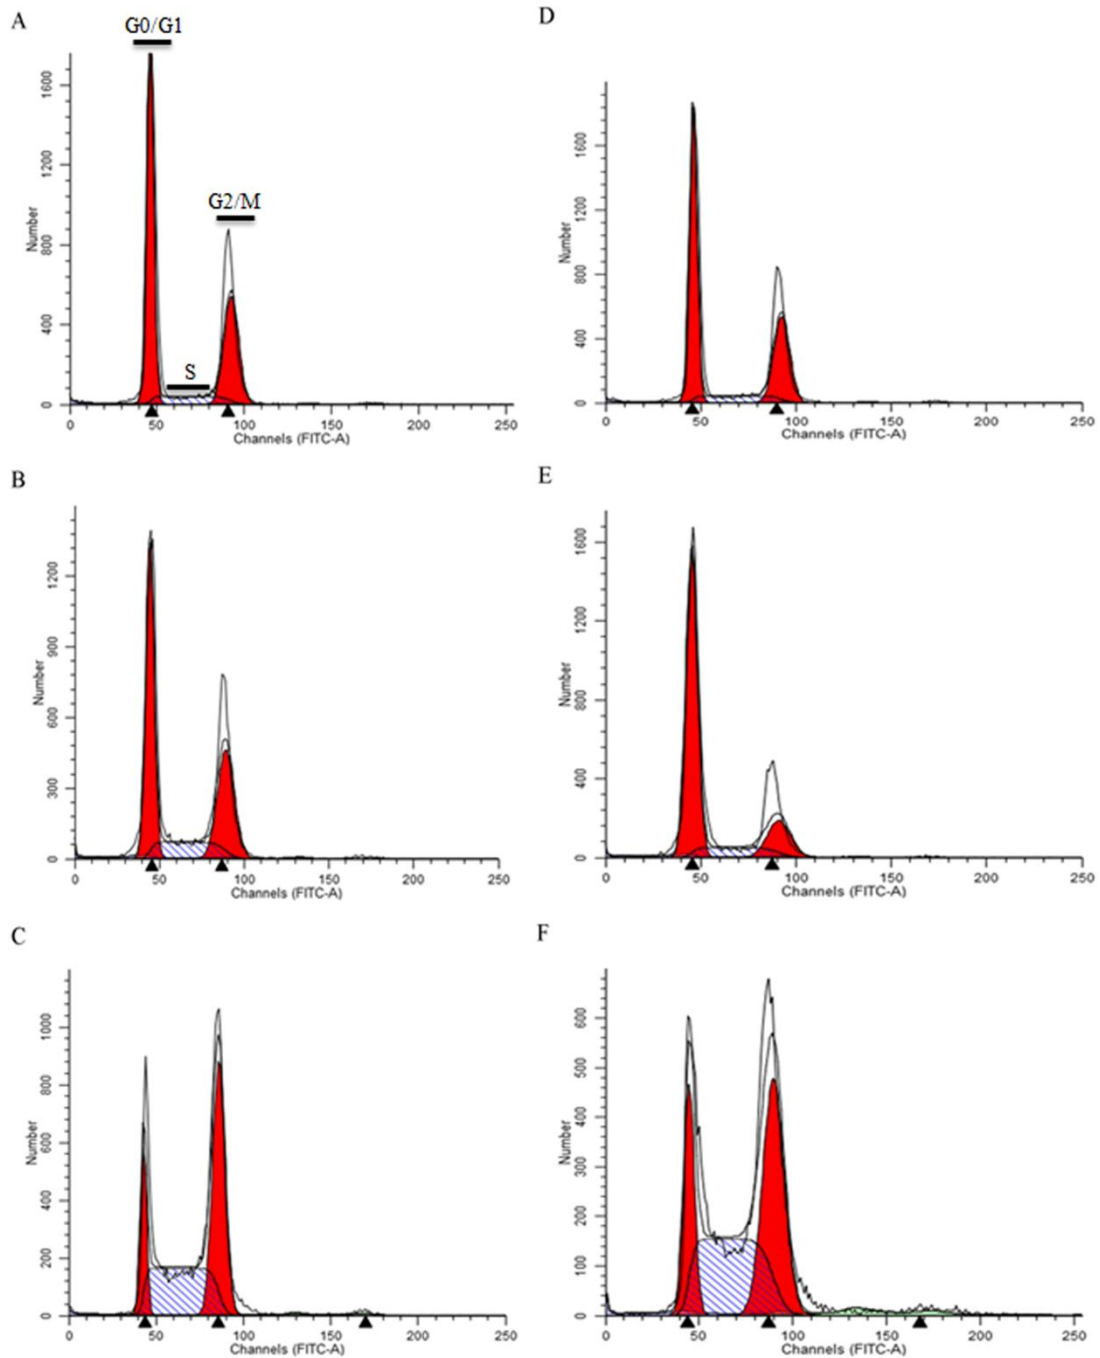 A
G0/G1
G2/M
S
Number
0 400 800 1200 1600
0 50 100 150 200 250
Channels (FITC-A)
D
Number
0 400 800 1200 1600
0 50 100 150 200 250
Channels (FITC-A)
B
Number
0 300 600 900 1200
0 50 100 150 200 250
Channels (FITC-A)
E
Number
0 400 800 1200 1600
0 50 100 150 200 250
Channels (FITC-A)
C
Number
0 200 400 600 800 1000
0 50 100 150 200 250
Channels (FITC-A)
F
Number
0 100 200 300 400 500 600
0 50 100 150 200 250
Channels (FITC-A)